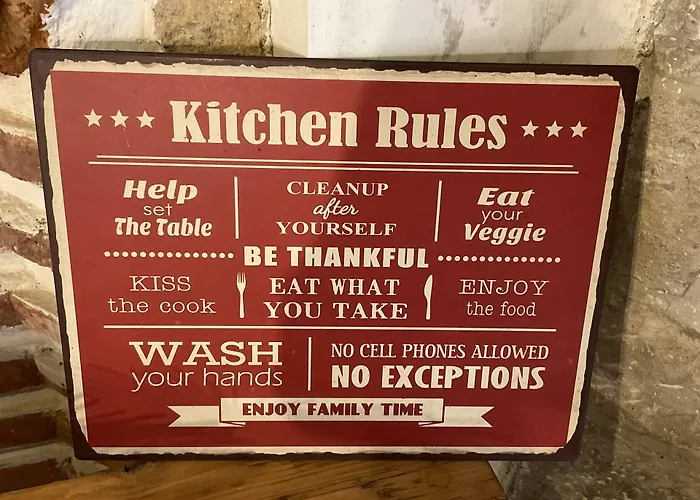 Kitchen Rules
Help
set
The Table
CLEANUP
after
YOURSELF
Eat
your
Veggie
BE THANKFUL
KISS
the cook
EAT WHAT
YOU TAKE
ENJOY
the food
WASH
your hands
NO CELL PHONES ALLOWED
NO EXCEPTIONS
ENJOY FAMILY TIME